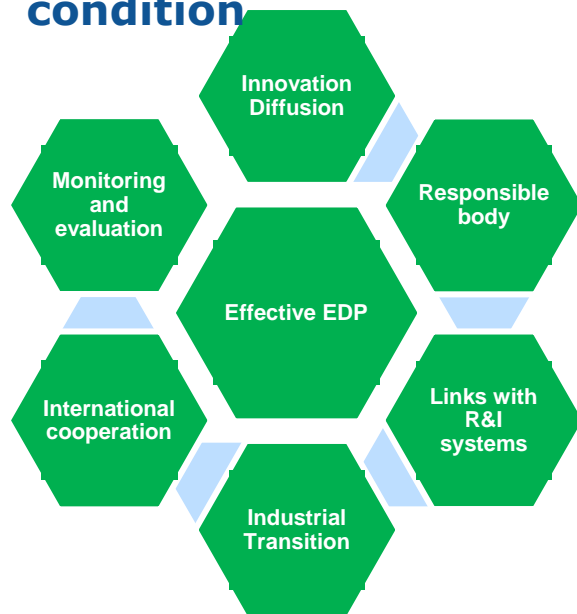 condition
Innovation
Diffusion
Monitoring
and
evaluation
Responsible
body
Effective EDP
International
cooperation
Links with
R&I
systems
Industrial
Transition